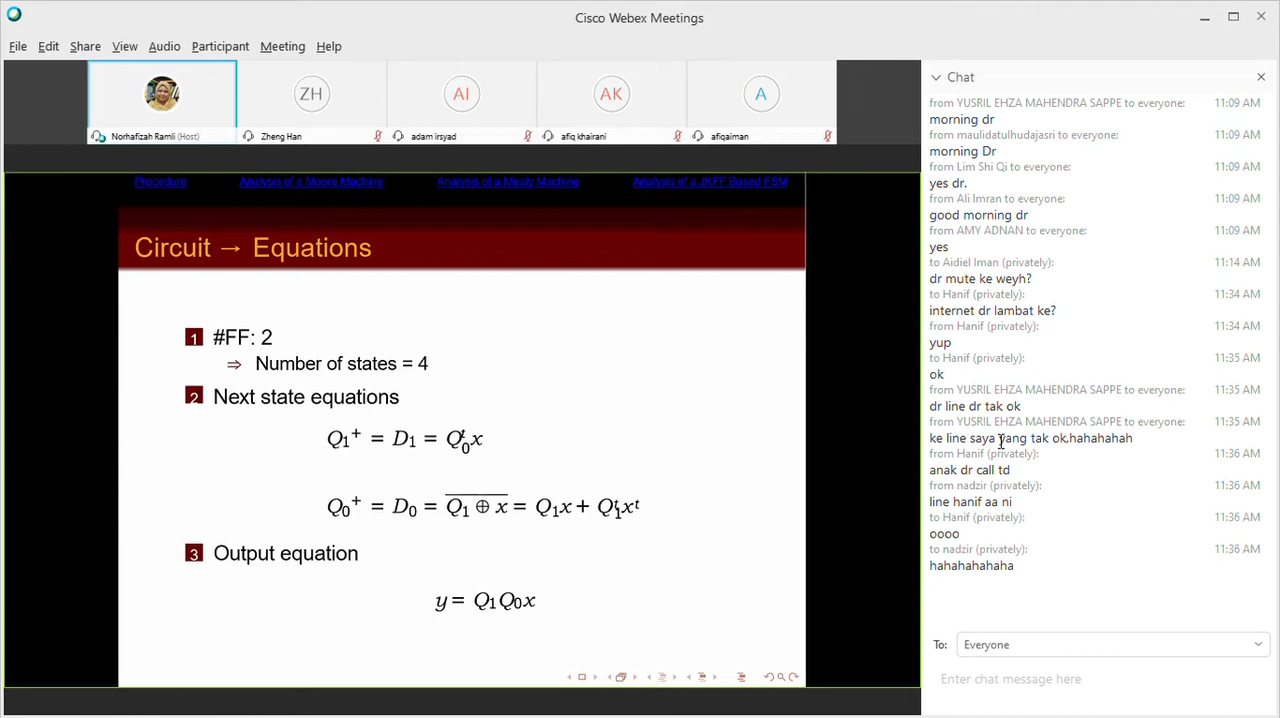 Cisco Webex Meetings
File Edit Share View Audio Participant Meeting Help
ZH
AI
AK
A
Norhafizah Ramli (Host)
Zheng Han
adam irsyad
afiq khairani
afiqaiman
Procedure
Analysis of a Moore Machine
Analysis of a Mealy Machine
Analysis of a JKFF Based FSM
Circuit → Equations
1 #FF: 2
⇒ Number of states = 4
2 Next state equations
Q₁⁺ = D₁ = Q₀ᵗx
Q₀⁺ = D₀ = \overline{Q₁ ⊕ x} = Q₁x + Q₁ᵗxᵗ
3 Output equation
y = Q₁Q₀x
Chat
from YUSRIL EHZA MAHENDRA SAPPE to everyone: 11:09 AM
morning dr
from maulidatulhudajasri to everyone: 11:09 AM
morning Dr
from Lim Shi Qi to everyone: 11:09 AM
yes dr.
from Ali Imran to everyone: 11:09 AM
good morning dr
from AMY ADNAN to everyone: 11:09 AM
yes
to Aidiel Iman (privately): 11:14 AM
dr mute ke weyh?
to Hanif (privately): 11:34 AM
internet dr lambat ke?
from Hanif (privately): 11:34 AM
yup
to Hanif (privately): 11:35 AM
ok
from YUSRIL EHZA MAHENDRA SAPPE to everyone: 11:35 AM
dr line dr tak ok
from YUSRIL EHZA MAHENDRA SAPPE to everyone: 11:35 AM
ke line saya yang tak ok,hahahahah
from Hanif (privately): 11:36 AM
anak dr call td
from nadzir (privately): 11:36 AM
line hanif aa ni
to Hanif (privately): 11:36 AM
oooo
to nadzir (privately): 11:36 AM
hahahahahaha
To: Everyone
Enter chat message here